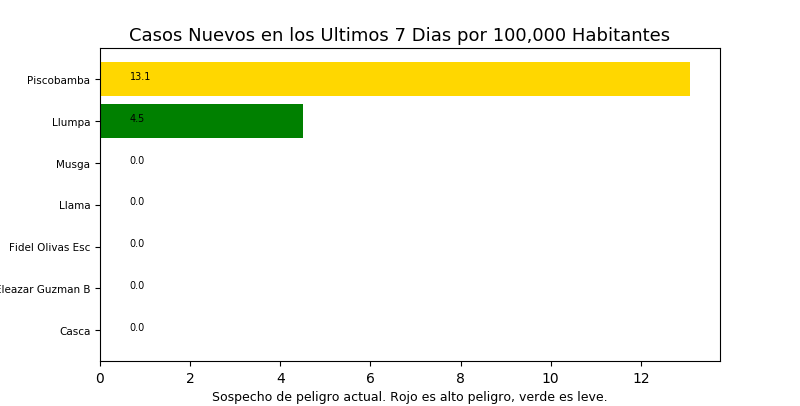 Casos Nuevos en los Ultimos 7 Dias por 100,000 Habitantes
Piscobamba 13.1
Llumpa 4.5
Musga 0.0
Llama 0.0
Fidel Olivas Esc 0.0
Eleazar Guzman B 0.0
Casca 0.0
0 2 4 6 8 10 12
Sospecho de peligro actual. Rojo es alto peligro, verde es leve.